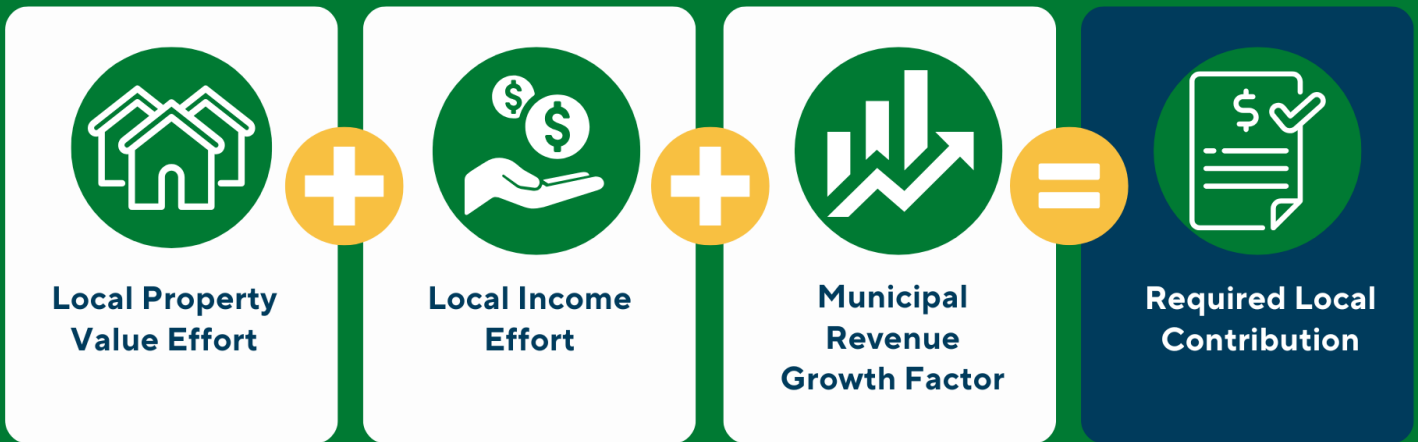 Local Property
Value Effort
+
Local Income
Effort
+
Municipal
Revenue
Growth Factor
=
$
$
$
Required Local
Contribution